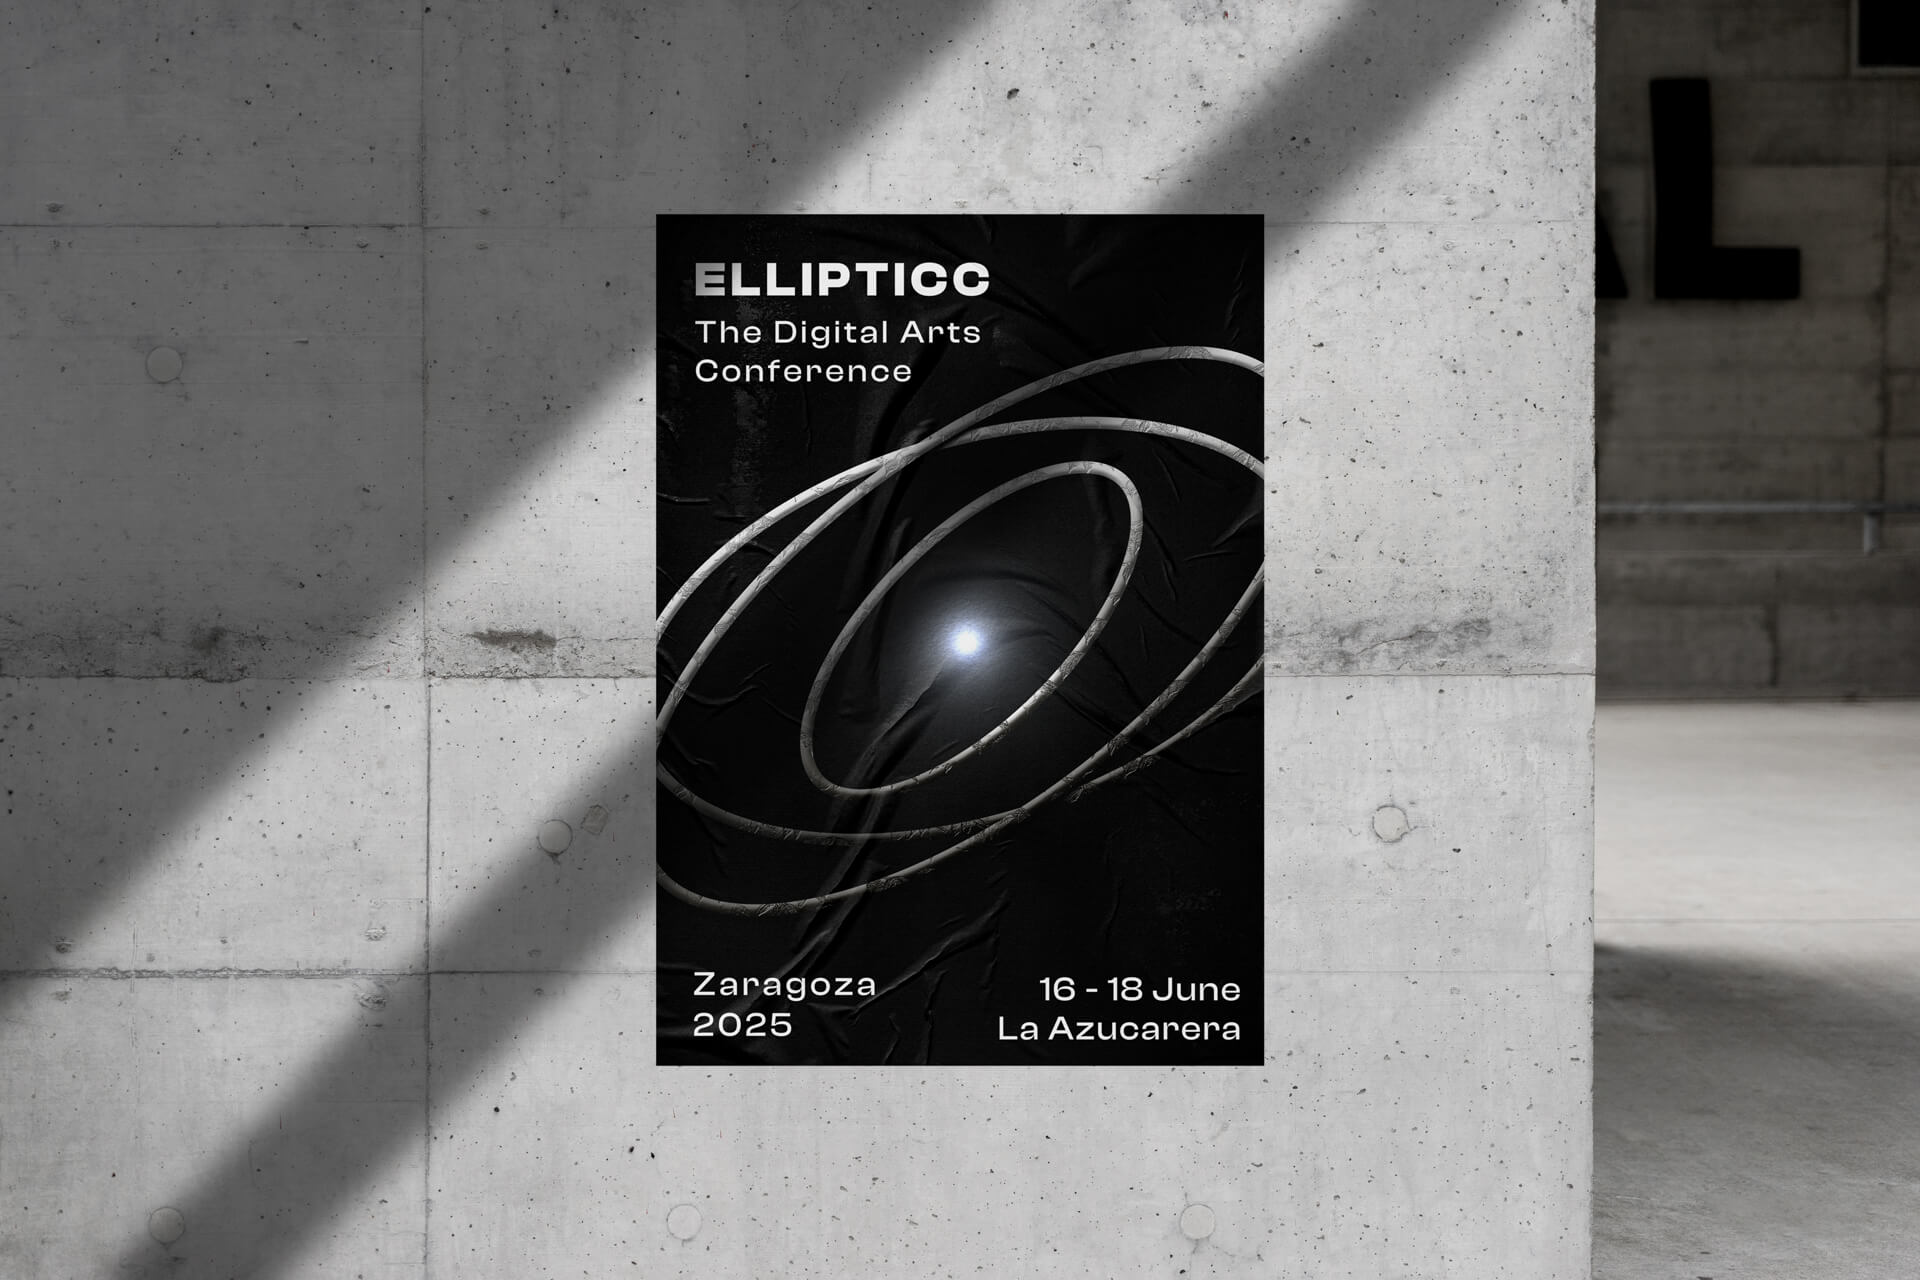 ELLIPTICC
The Digital Arts
Conference
Zaragoza
2025
16 - 18 June
La Azucarera
L